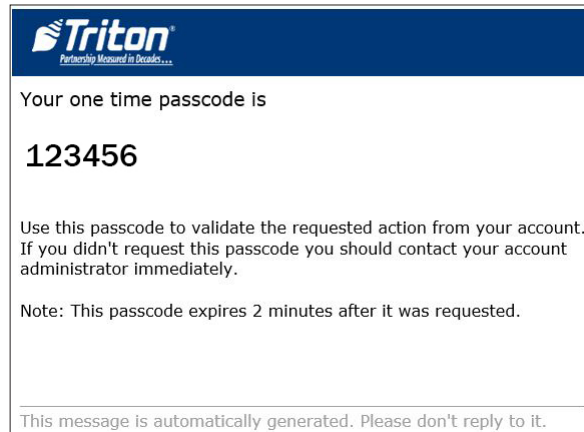 Triton®
Partnership Measured in Decades...
Your one time passcode is
123456
Use this passcode to validate the requested action from your account.
If you didn't request this passcode you should contact your account
administrator immediately.
Note: This passcode expires 2 minutes after it was requested.
This message is automatically generated. Please don't reply to it.